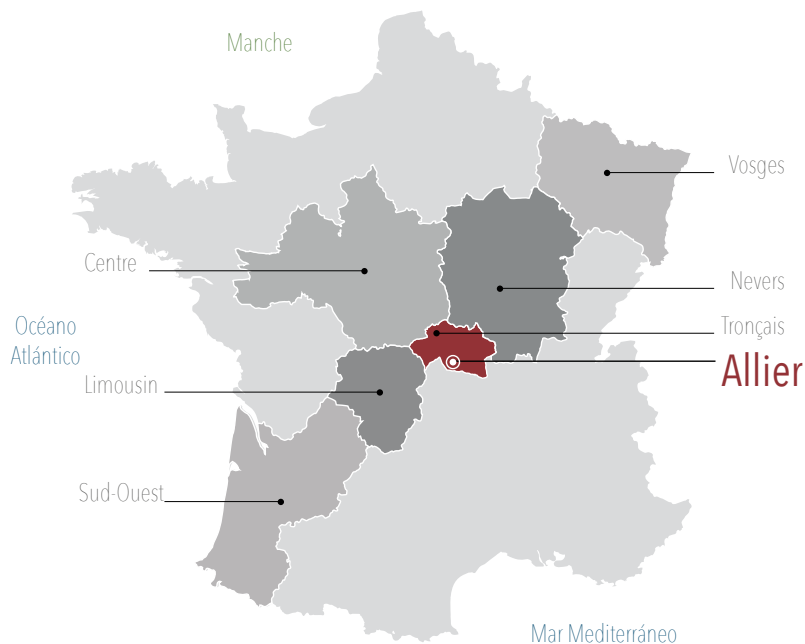 Manche
Vosges
Centre
Nevers
Océano
Atlántico
Tronçais
Allier
Limousin
Sud-Ouest
Mar Mediterráneo